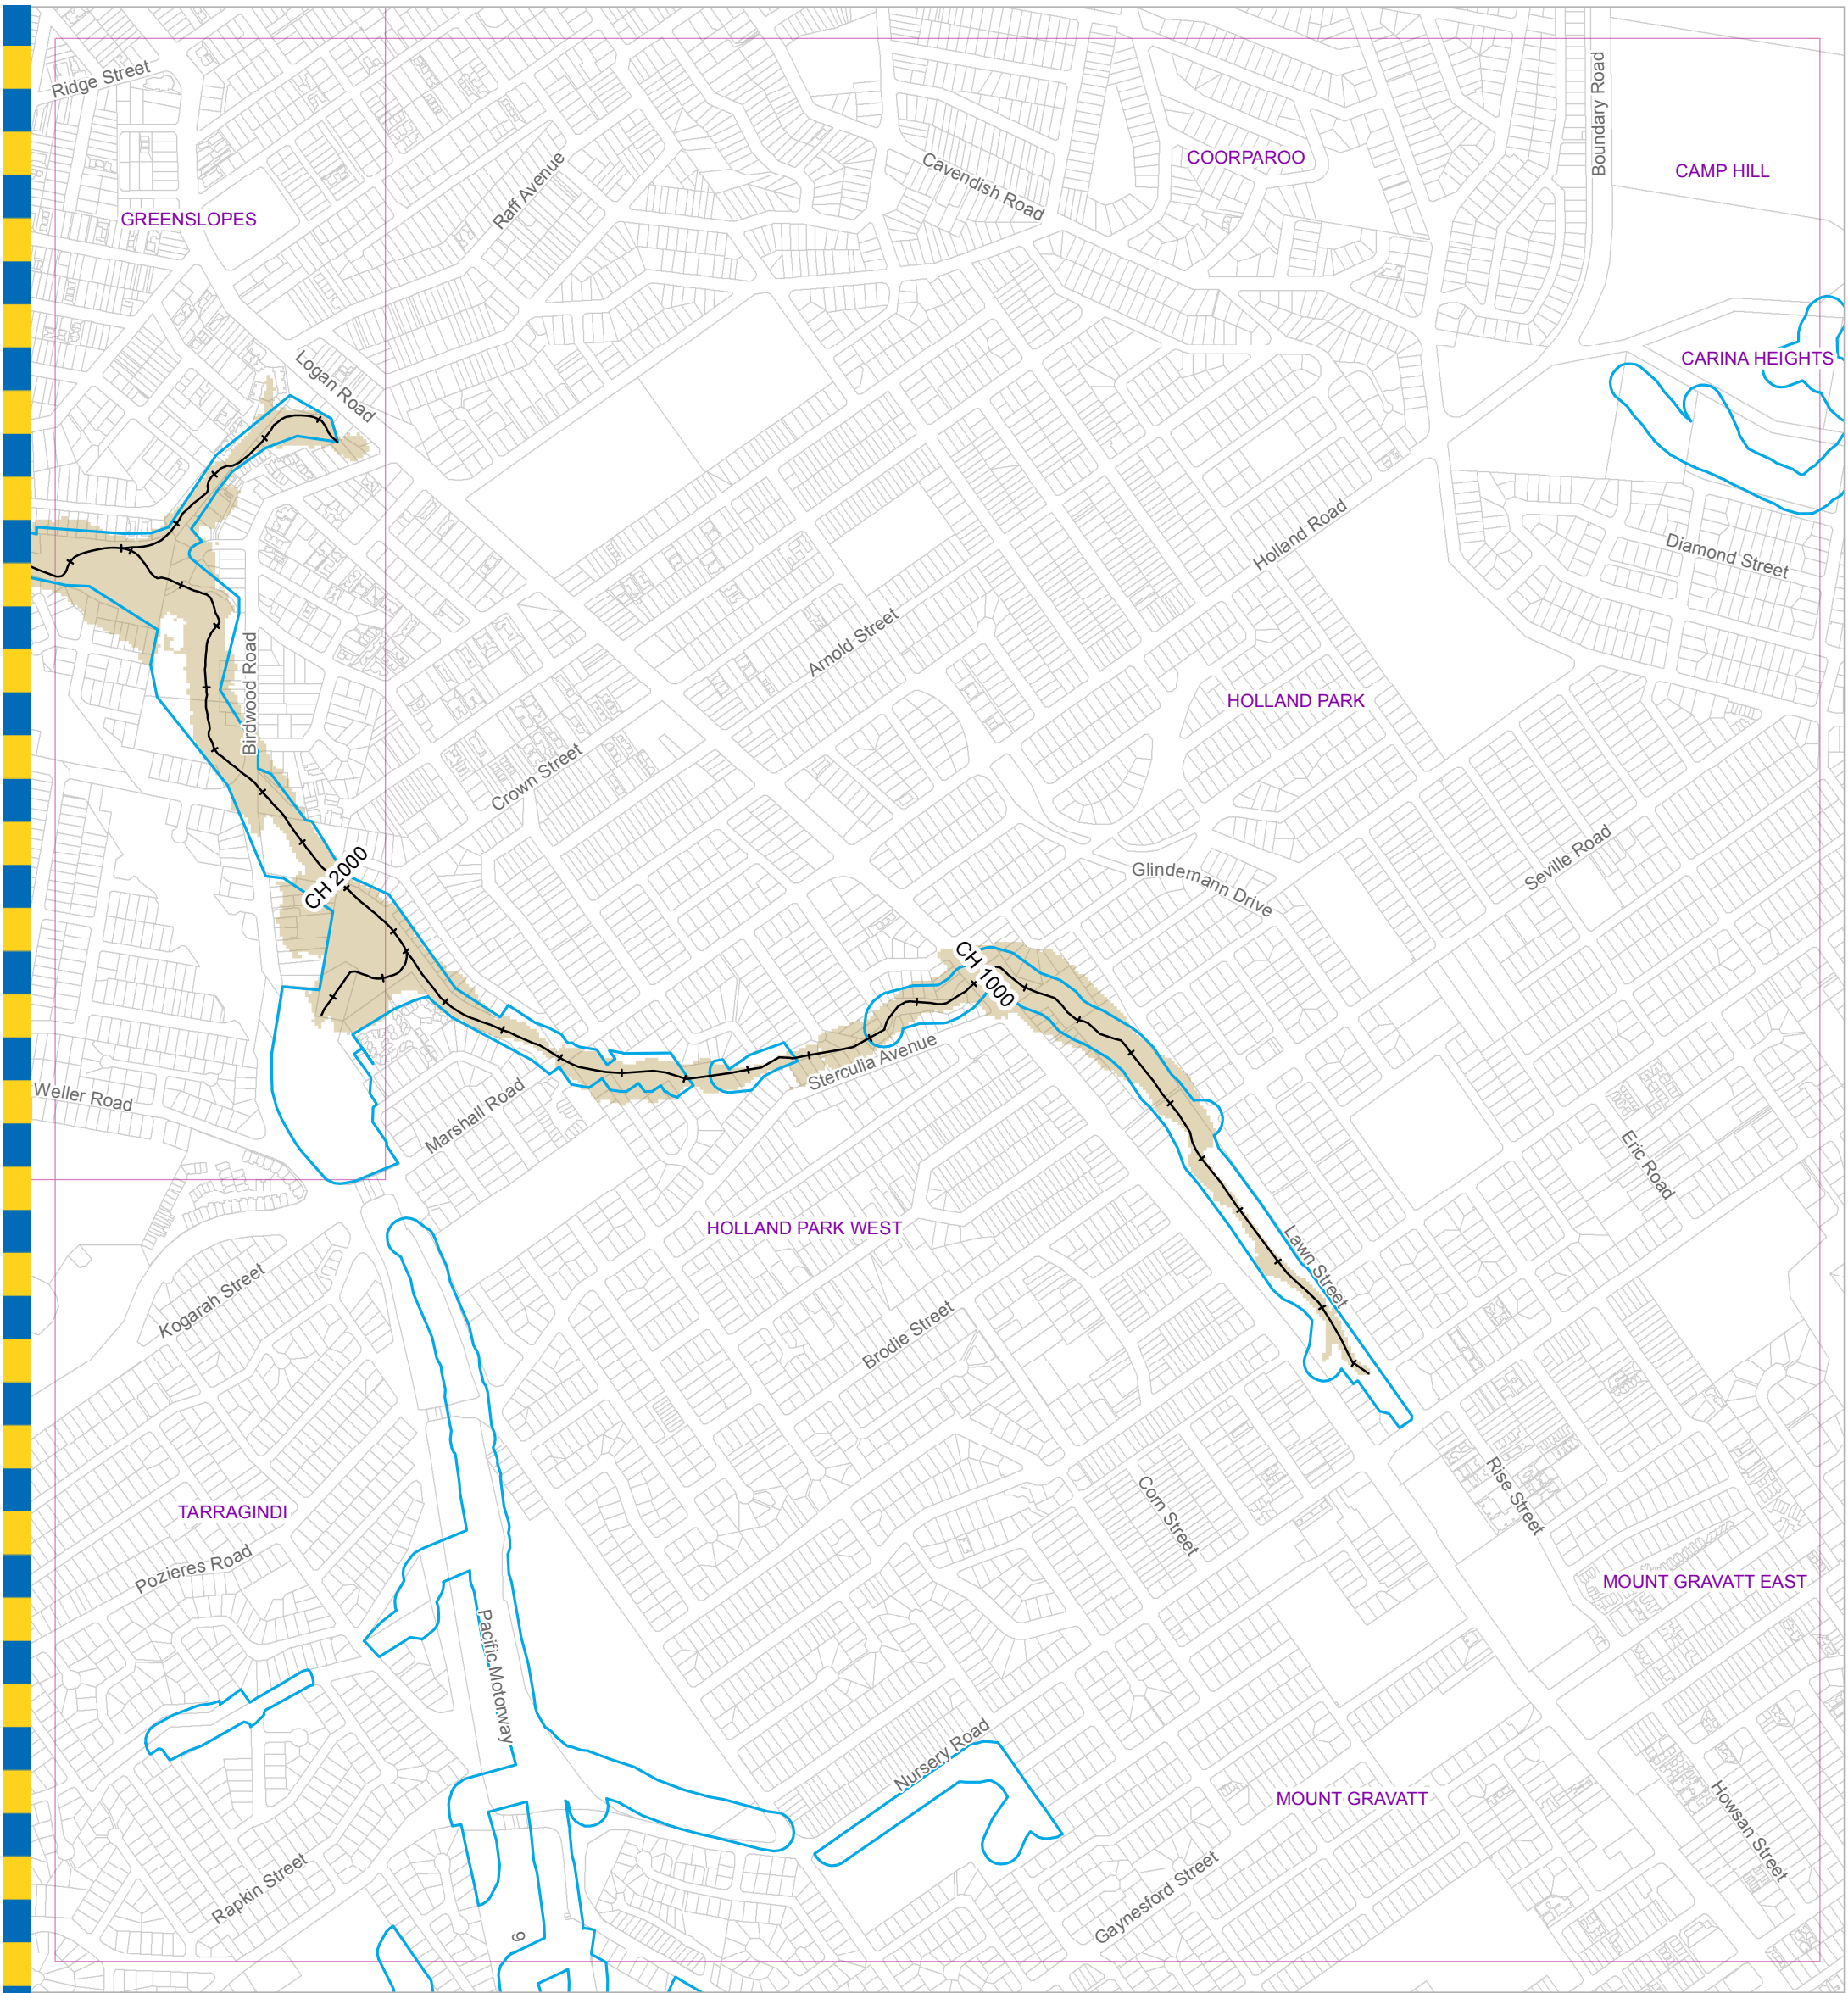 Ridge Street
Boundary Road
COORPAROO
CAMP HILL
Cavendish Road
Raff Avenue
GREENSLOPES
CARINA HEIGHTS
Logan Road
Holland Road
Diamond Street
Arnold Street
Birdwood Road
HOLLAND PARK
Crown Street
Seville Road
CH 2000
Glindemann Drive
CH 1000
Sterculia Avenue
Weller Road
Marshall Road
Eric Road
HOLLAND PARK WEST
Lawn Street
Kogarah Street
Brodie Street
TARRAGINDI
Corn Street
Rise Street
Pozieres Road
MOUNT GRAVATT EAST
Pacific Motorway
Nursery Road
MOUNT GRAVATT
Howsan Street
Rapkin Street
Gaynesford Street
9